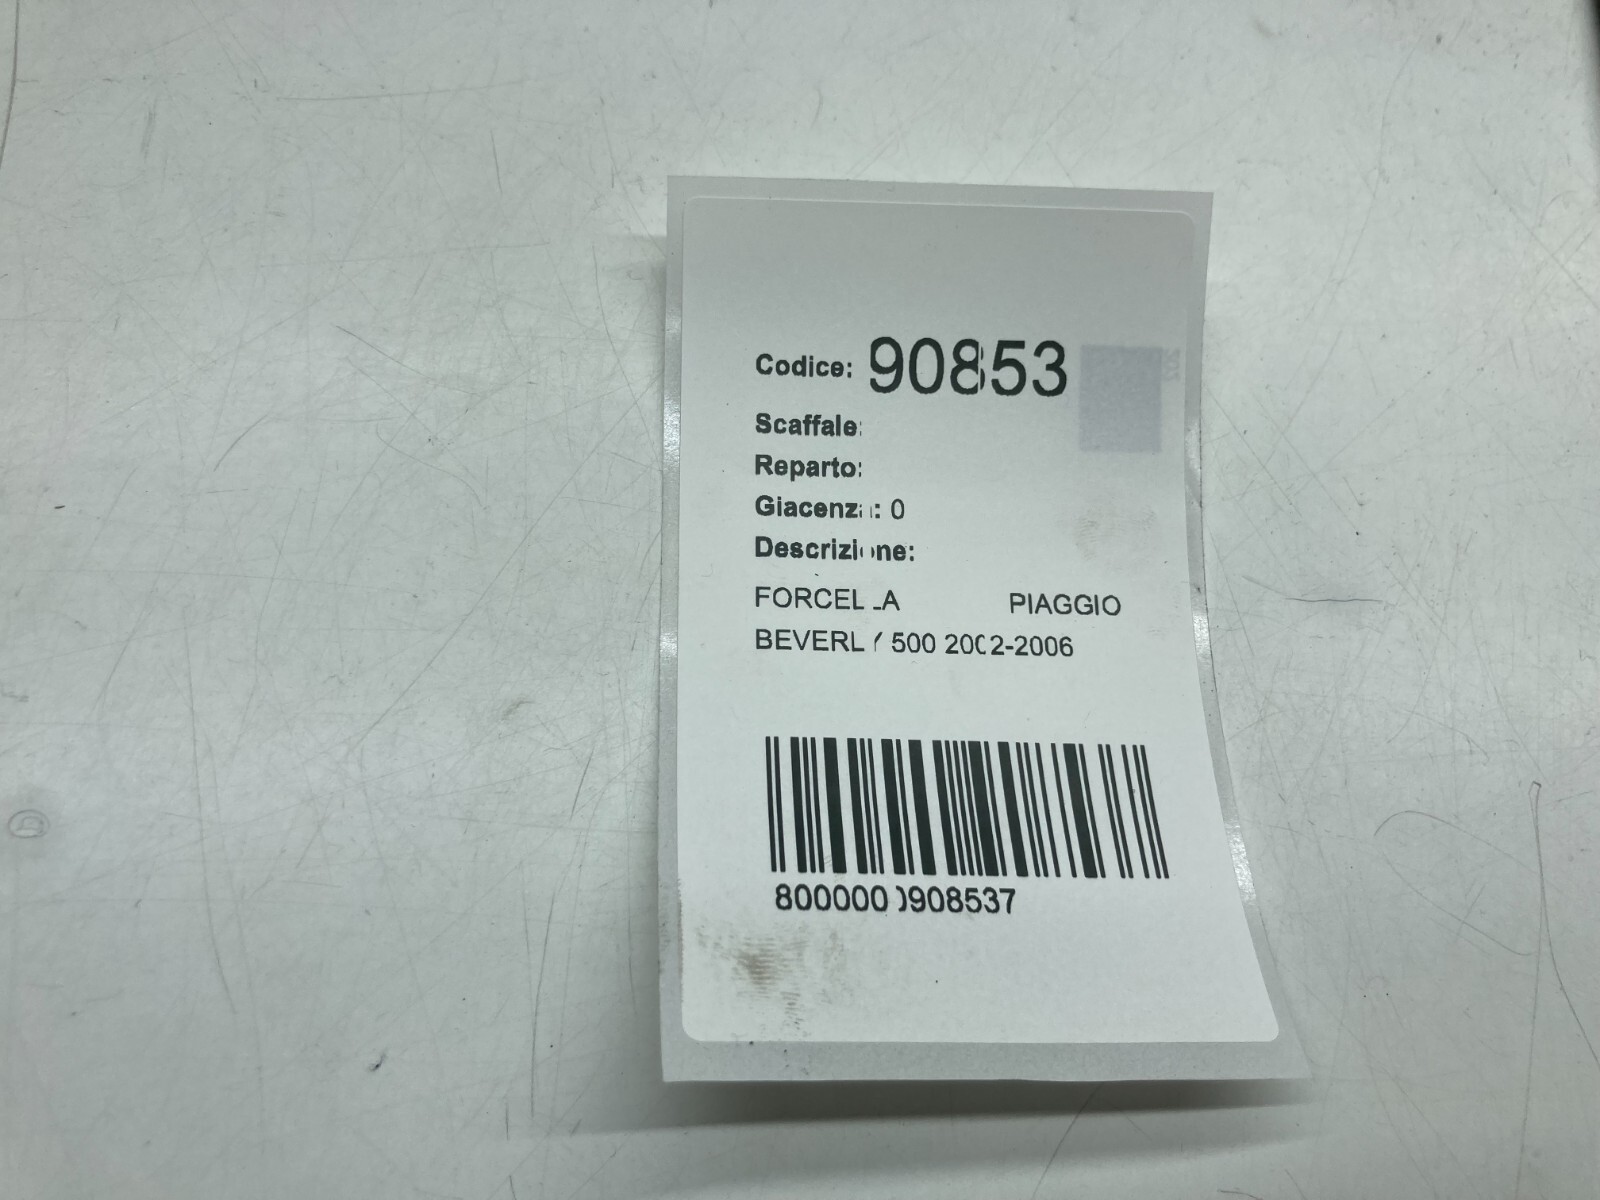 Codice: 90853
Scaffale:
Reparto:
Giacenza: 0
Descrizione:
FORCELLA PIAGGIO
BEVERLY 500 2002-2006
8000000908537